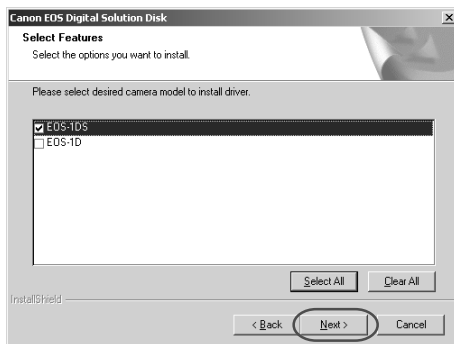 Canon EOS Digital Solution Disk
Select Features
Select the options you want to install.
Please select desired camera model to install driver.
EOS-1DS
EOS-1D
Select All Clear All
InstallShield
< Back Next > Cancel